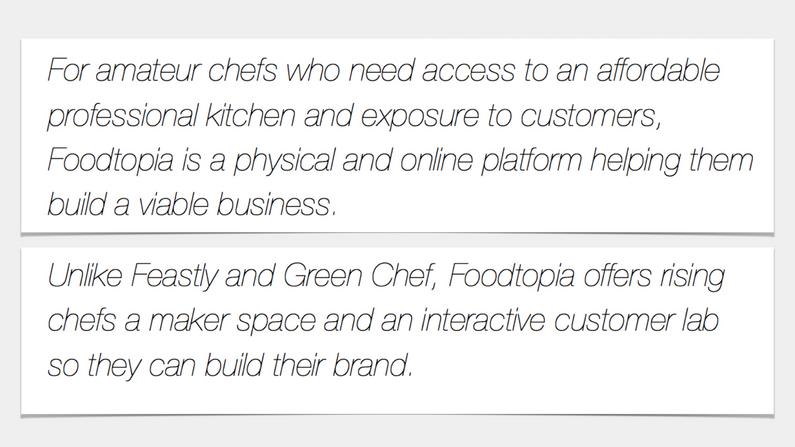 For amateur chefs who need access to an affordable
professional kitchen and exposure to customers,
Foodtopia is a physical and online platform helping them
build a viable business.
Unlike Feastly and Green Chef, Foodtopia offers rising
chefs a maker space and an interactive customer lab
so they can build their brand.